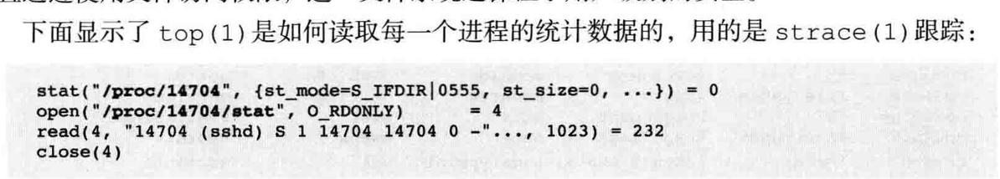 下面显示了 top(1)是如何读取每一个进程的统计数据的，用的是 strace(1)跟踪：
stat("/proc/14704", {st_mode=S_IFDIR|0555, st_size=0, ...}) = 0
open("/proc/14704/stat", O_RDONLY)      = 4
read(4, "14704 (sshd) S 1 14704 14704 0 -"..., 1023) = 232
close(4)